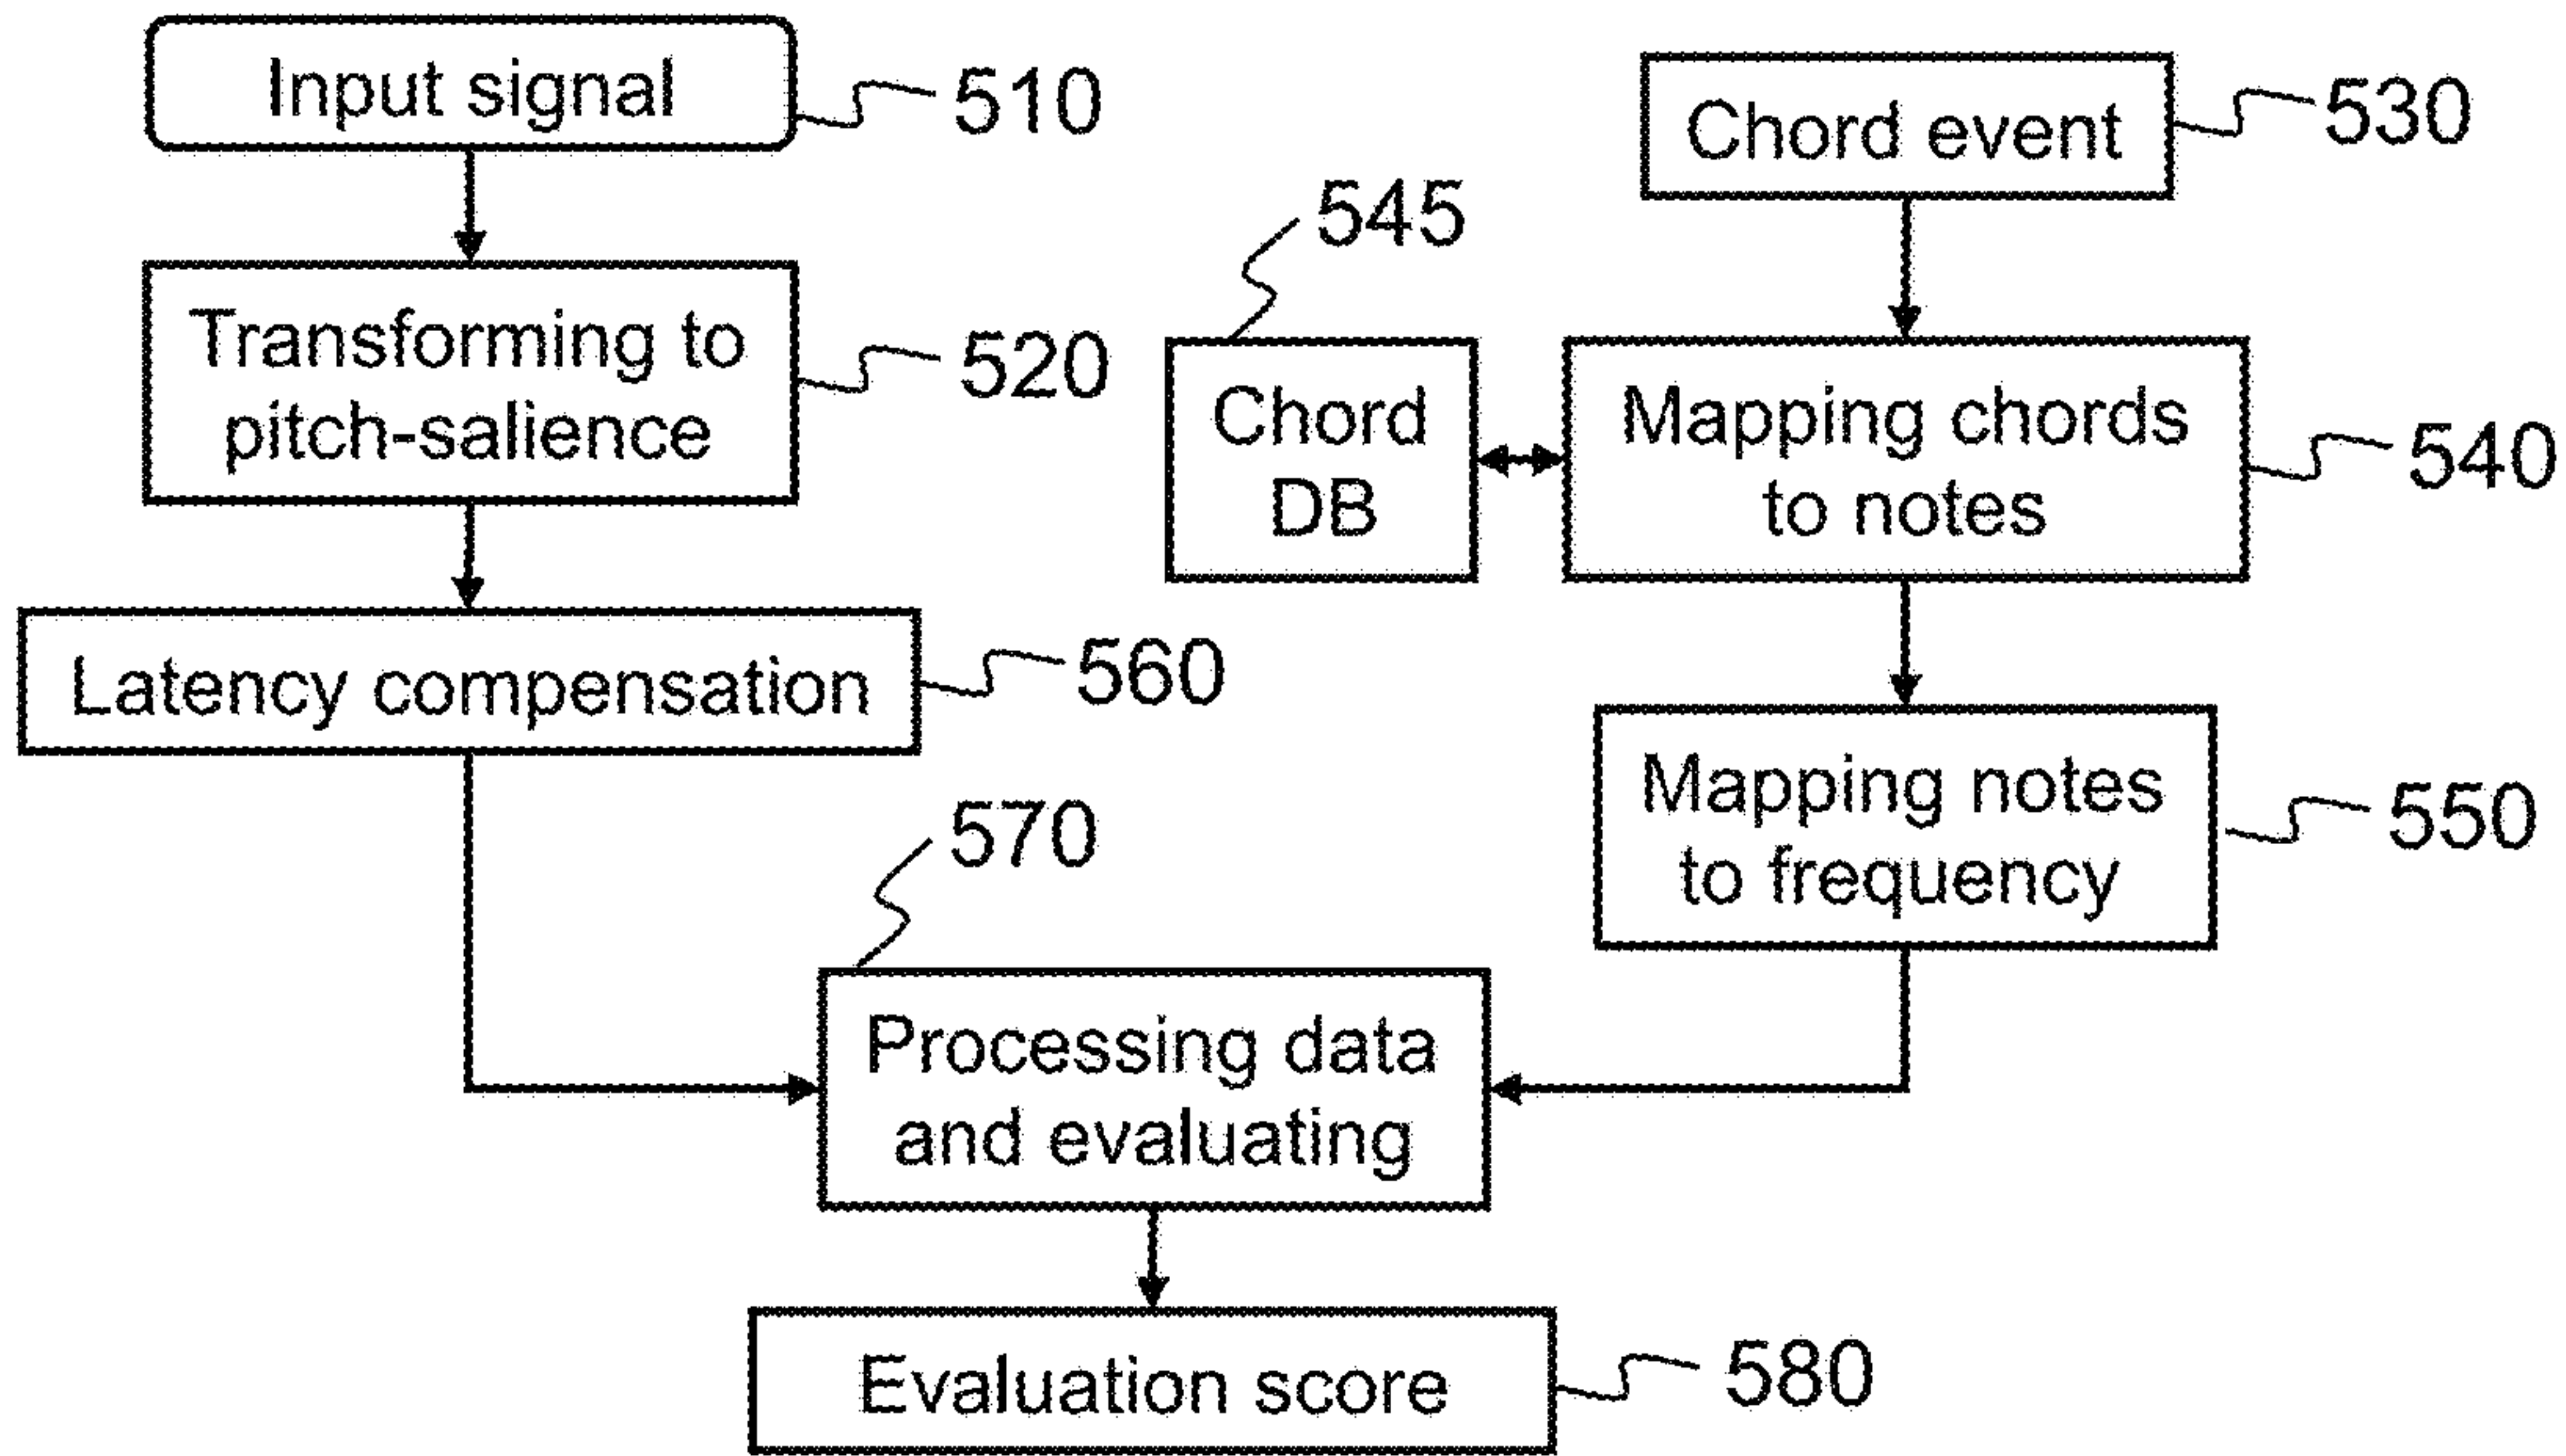 Input signal
510
Chord event
530
545
Transforming to
pitch-salience
520
Chord
DB
Mapping chords
to notes
540
Latency compensation
560
Mapping notes
to frequency
550
570
Processing data
and evaluating
Evaluation score
580